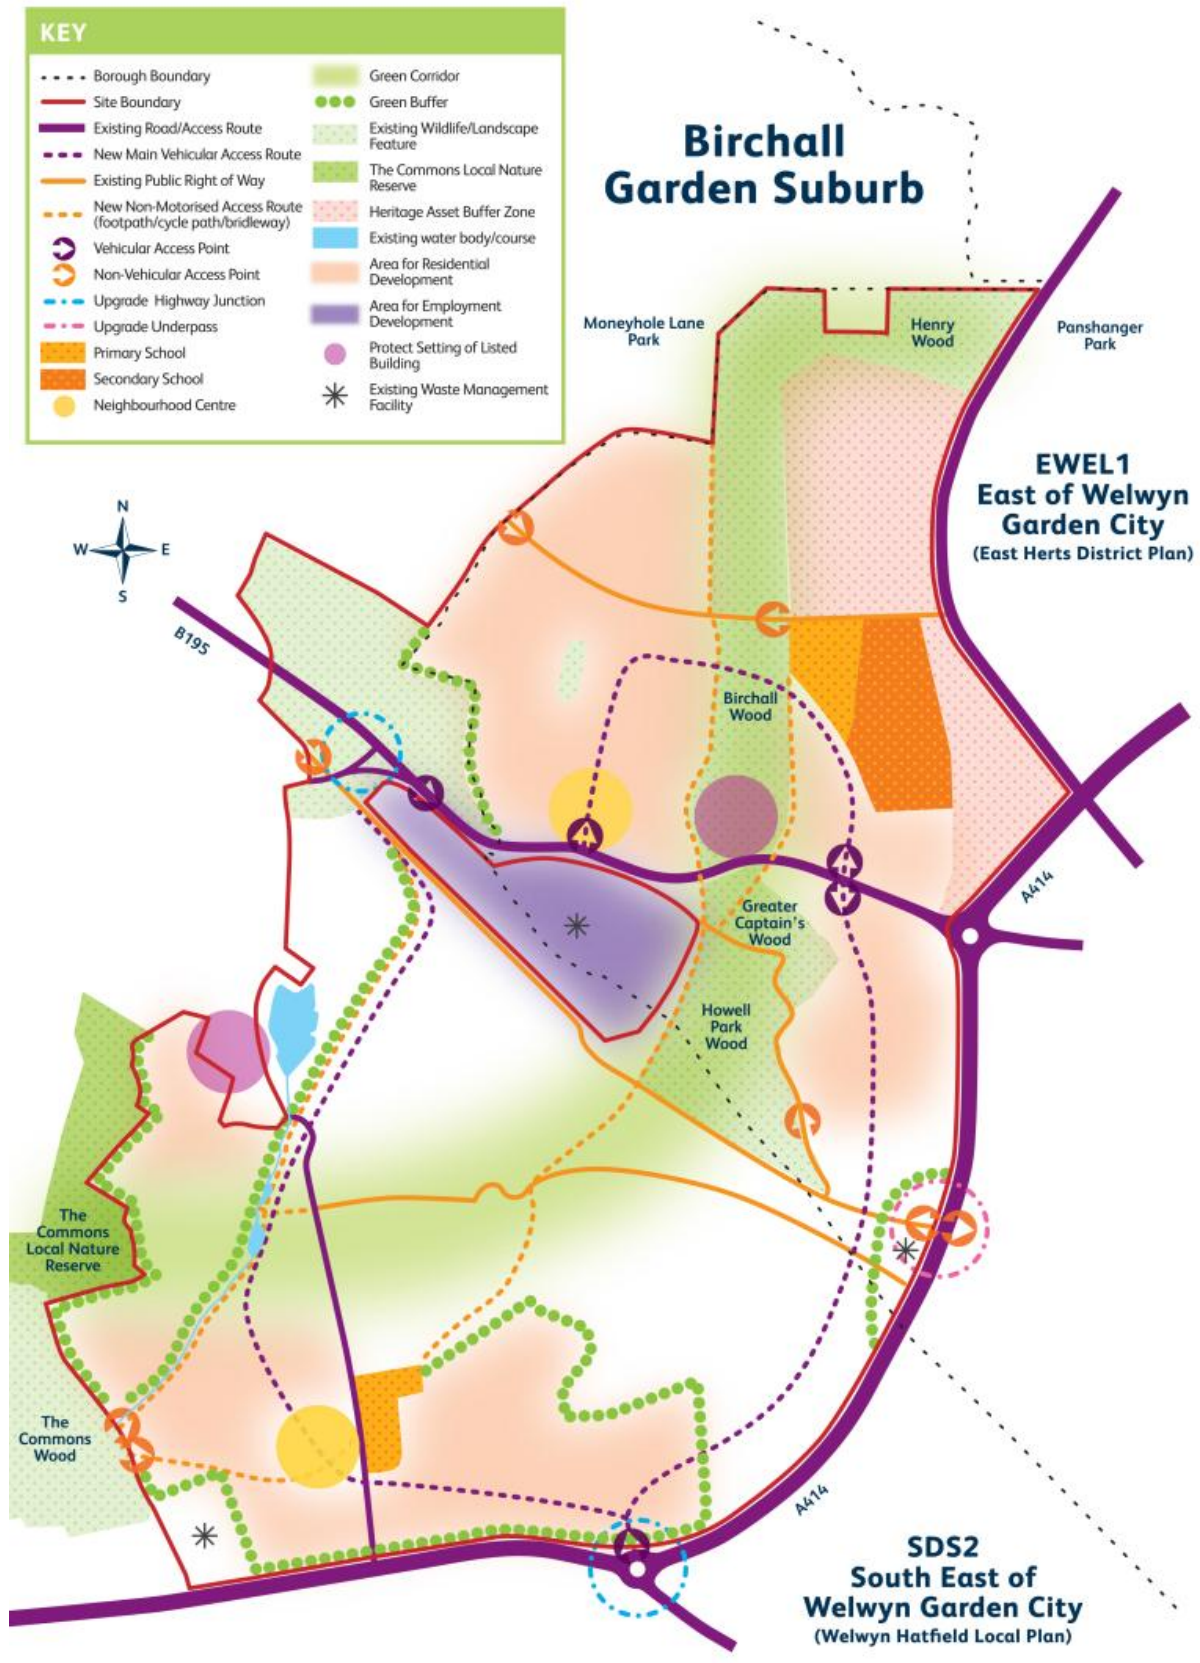 KEY
Borough Boundary
Site Boundary
Existing Road/Access Route
New Main Vehicular Access Route
Existing Public Right of Way
New Non-Motorised Access Route
(footpath/cycle path/bridleway)
Vehicular Access Point
Non-Vehicular Access Point
Upgrade Highway Junction
Upgrade Underpass
Primary School
Secondary School
Neighbourhood Centre
Green Corridor
Green Buffer
Existing Wildlife/Landscape
Feature
The Commons Local Nature
Reserve
Heritage Asset Buffer Zone
Existing water body/course
Area for Residential
Development
Area for Employment
Development
Protect Setting of Listed
Building
Existing Waste Management
Facility
Birchall
Garden Suburb
Moneyhole Lane
Park
Henry
Wood
Panshanger
Park
EWEL1
East of Welwyn
Garden City
(East Herts District Plan)
N
W
E
S
B195
Birchall
Wood
A414
Greater
Captain's
Wood
Howell
Park
Wood
The
Commons
Local Nature
Reserve
The
Commons
Wood
A414
SDS2
South East of
Welwyn Garden City
(Welwyn Hatfield Local Plan)